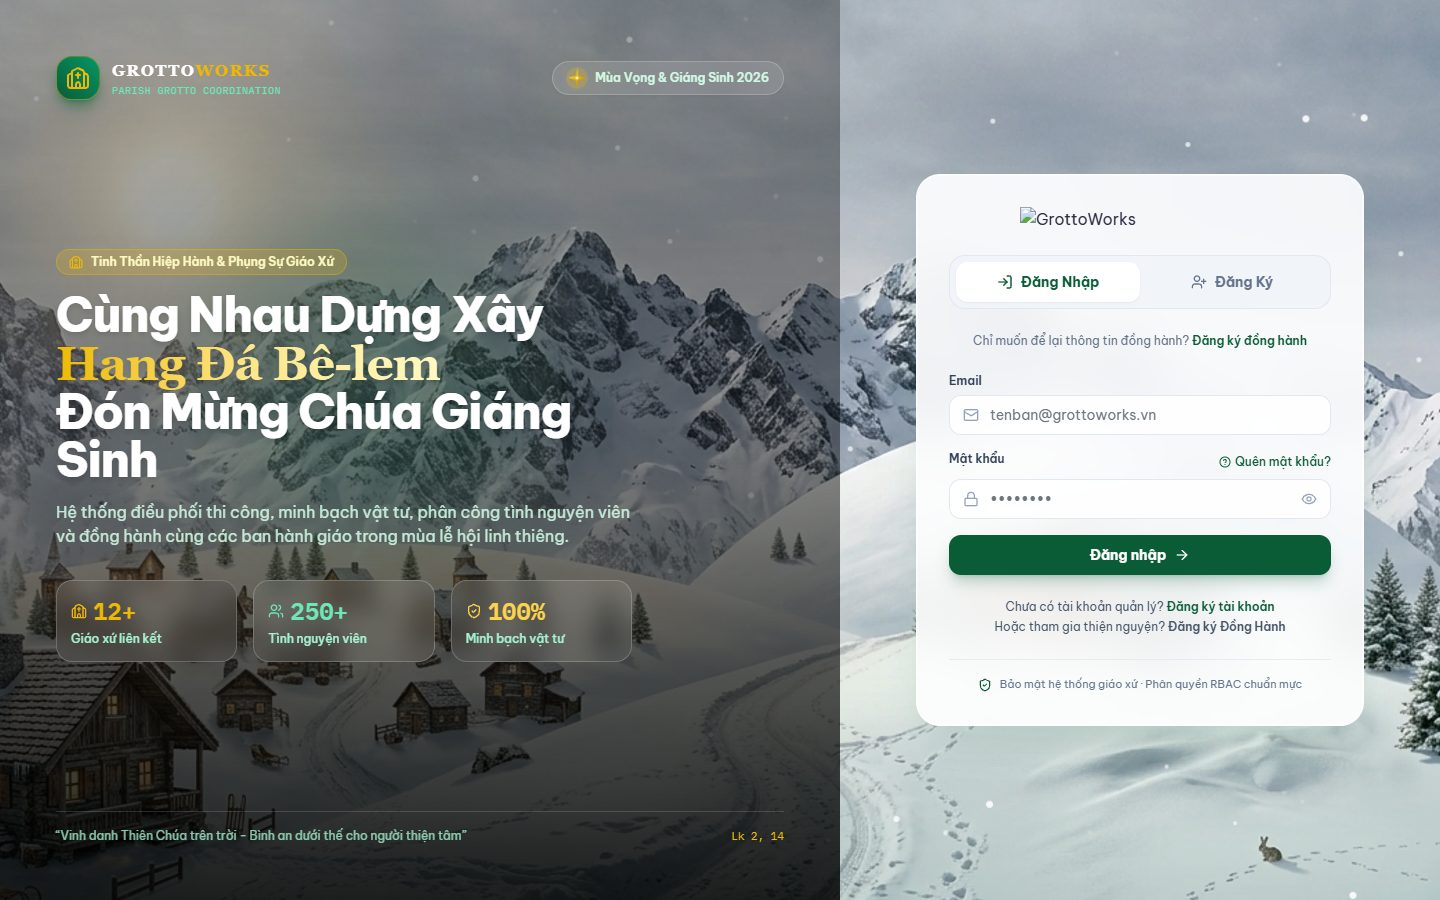 GROTTOWORKS
PARISH GROTTO COORDINATION
Mùa Vọng & Giáng Sinh 2026
Tinh Thần Hiệp Hành & Phụng Sự Giáo Xứ
Cùng Nhau Dựng Xây
Hang Đá Bê-lem
Đón Mừng Chúa Giáng
Sinh
Hệ thống điều phối thi công, minh bạch vật tư, phân công tình nguyện viên
và đồng hành cùng các ban hành giáo trong mùa lễ hội linh thiêng.
12+
Giáo xứ liên kết
250+
Tình nguyện viên
100%
Minh bạch vật tư
“Vinh danh Thiên Chúa trên trời – Bình an dưới thế cho người thiện tâm”
Lk 2, 14
GrottoWorks
Đăng Nhập
Đăng Ký
Chỉ muốn để lại thông tin đồng hành? Đăng ký đồng hành
Email
tenban@grottoworks.vn
Mật khẩu
Quên mật khẩu?
••••••••
Đăng nhập →
Chưa có tài khoản quản lý? Đăng ký tài khoản
Hoặc tham gia thiện nguyện? Đăng ký Đồng Hành
Bảo mật hệ thống giáo xứ · Phân quyền RBAC chuẩn mực